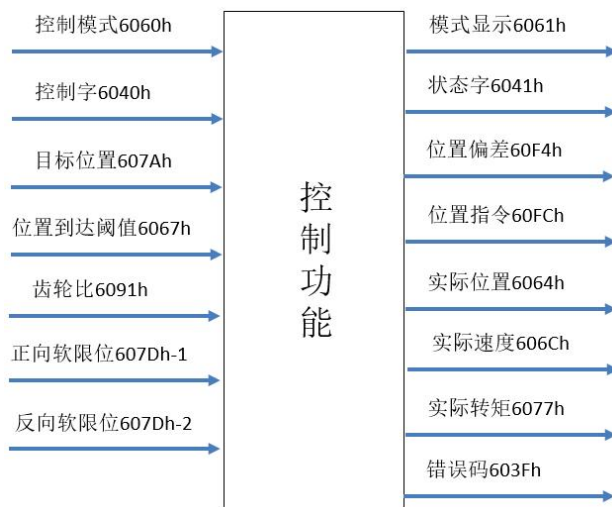 控制模式6060h
控制字6040h
目标位置607Ah
位置到达阈值6067h
齿轮比6091h
正向软限位607Dh-1
反向软限位607Dh-2
控制功能
模式显示6061h
状态字6041h
位置偏差60F4h
位置指令60FCh
实际位置6064h
实际速度606Ch
实际转矩6077h
错误码603Fh